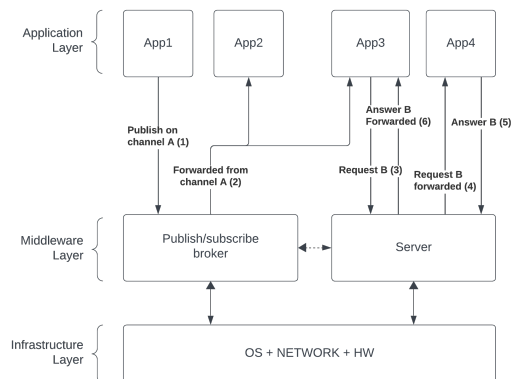 Application
Layer
App1
App2
App3
App4
Publish on
channel A (1)
Forwarded from
channel A (2)
Answer B
Forwarded (6)
Request B (3)
Answer B (5)
Request B
forwarded (4)
Middleware
Layer
Publish/subscribe
broker
Server
Infrastructure
Layer
OS + NETWORK + HW